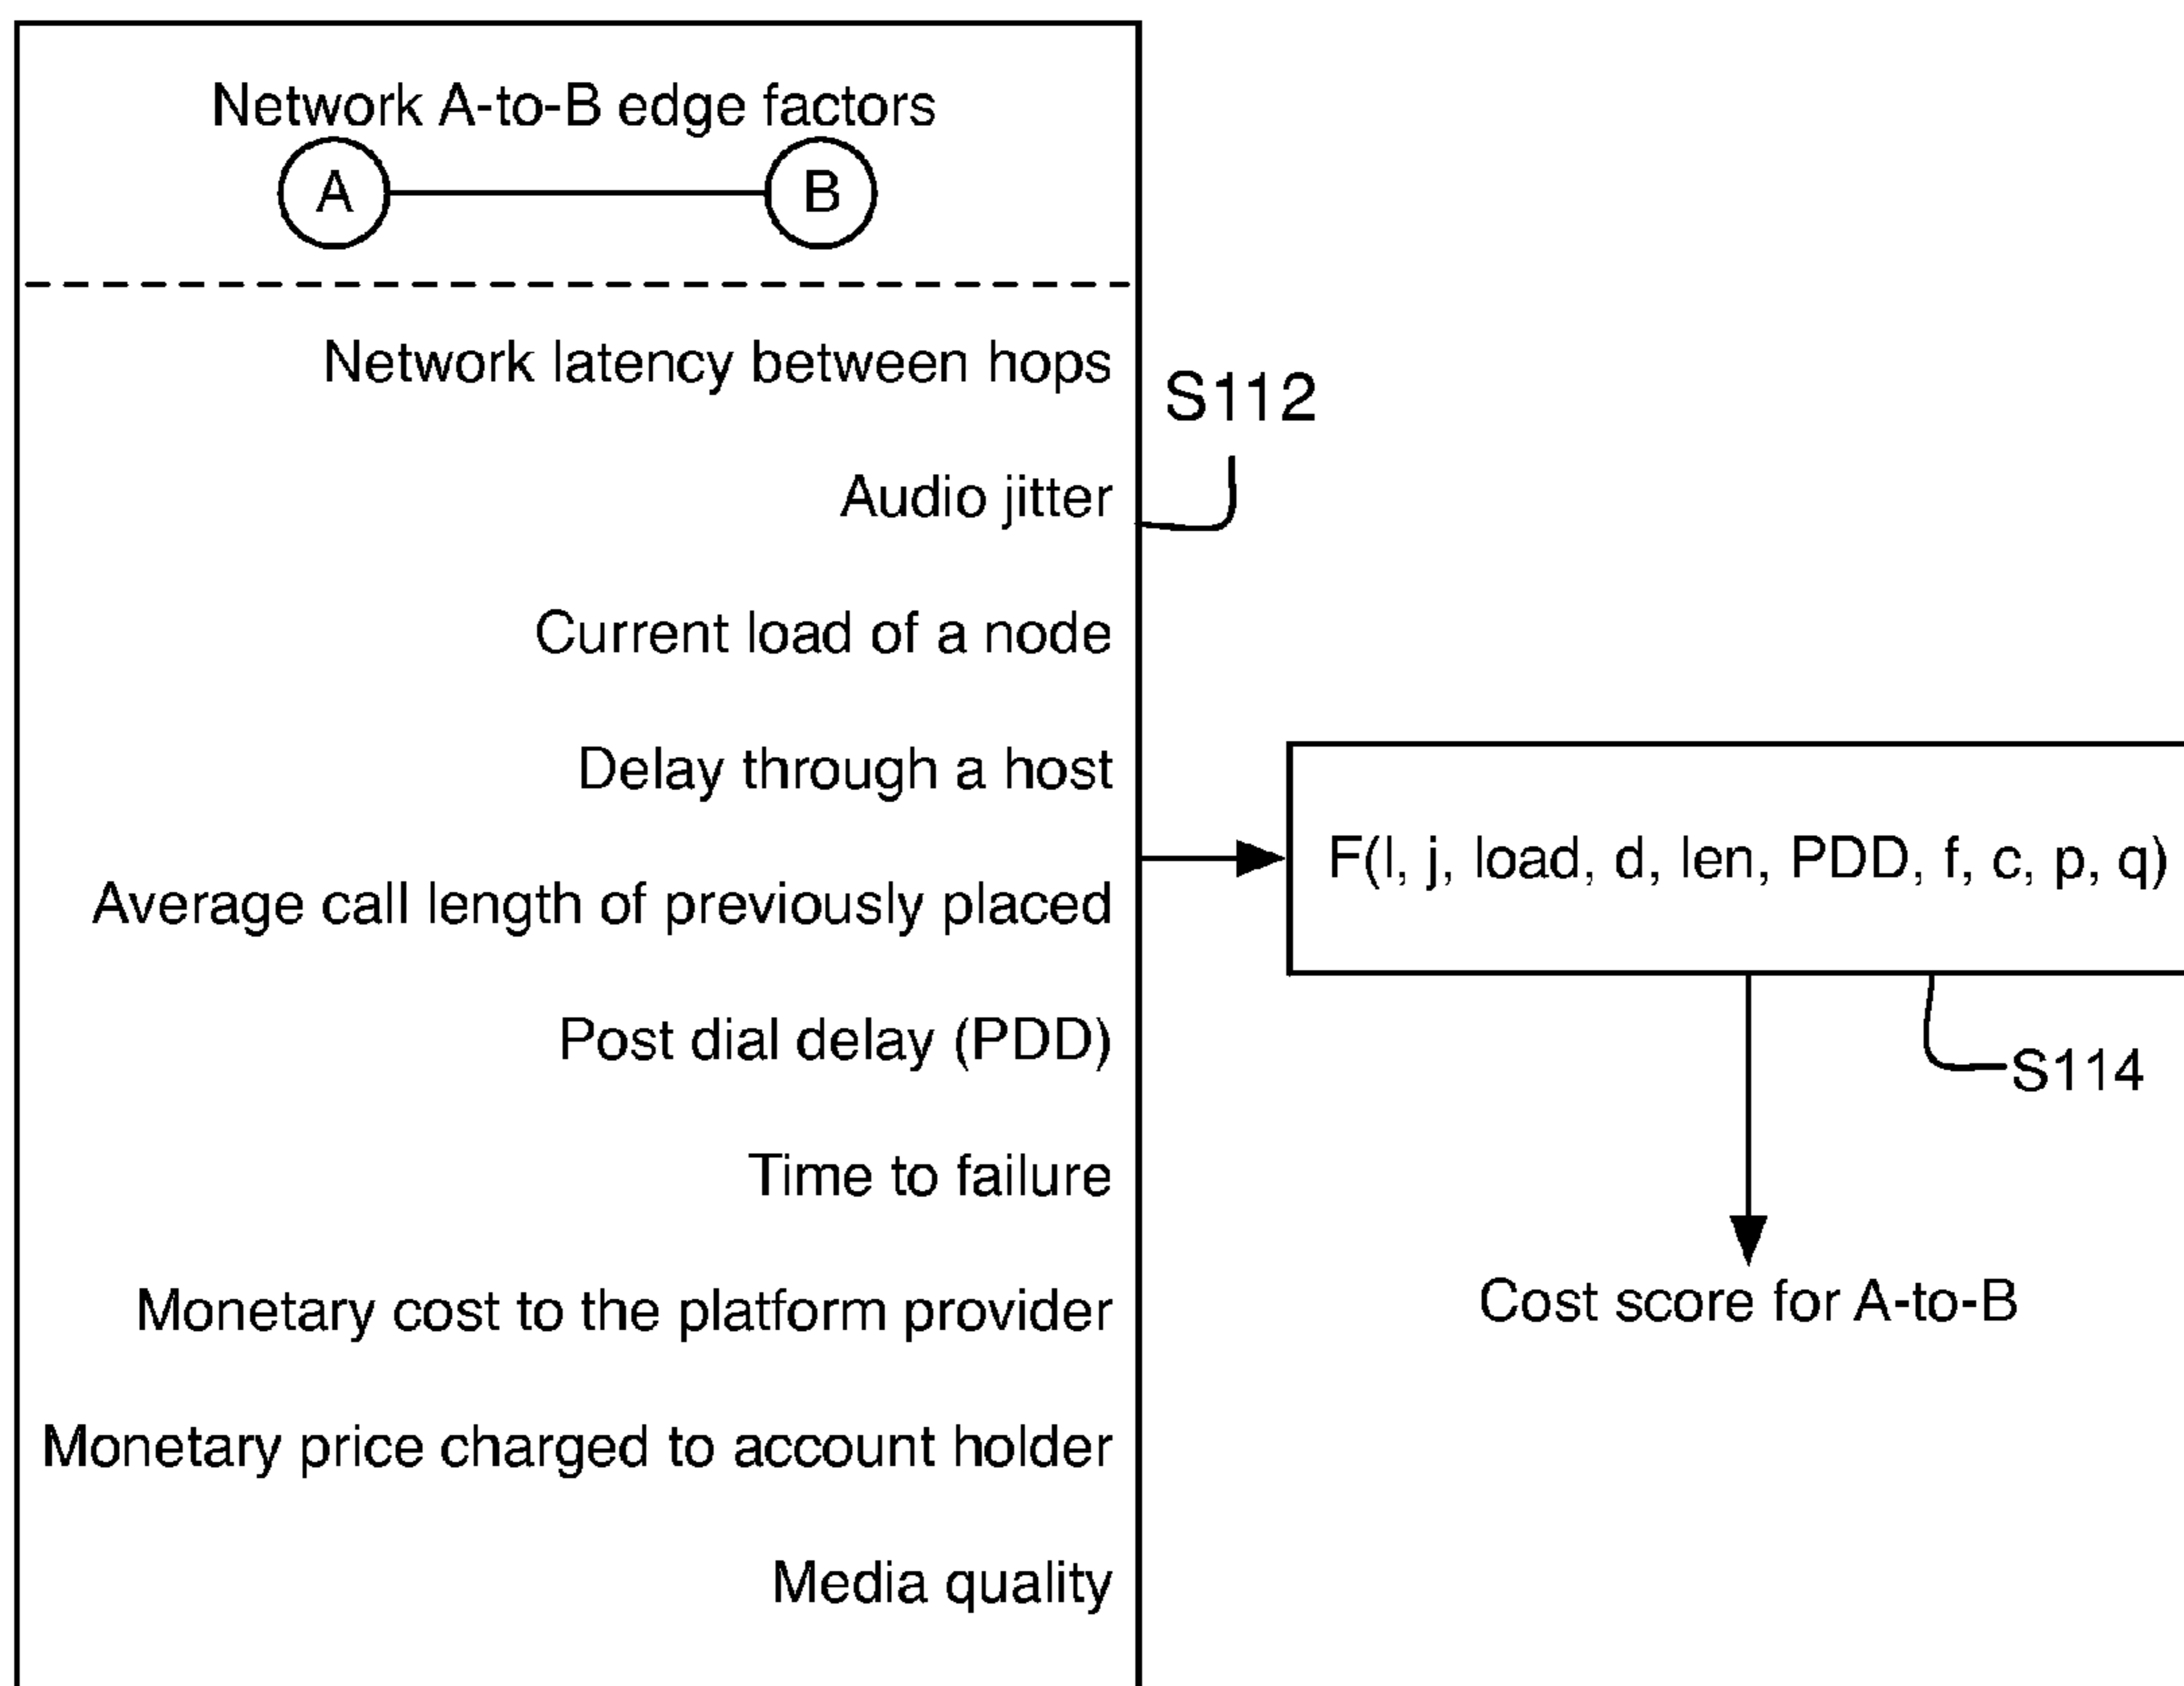 Network A-to-B edge factors
A
B
Network latency between hops
S112
Audio jitter
Current load of a node
Delay through a host
Average call length of previously placed
F(l, j, load, d, len, PDD, f, c, p, q)
Post dial delay (PDD)
S114
Time to failure
Monetary cost to the platform provider
Cost score for A-to-B
Monetary price charged to account holder
Media quality